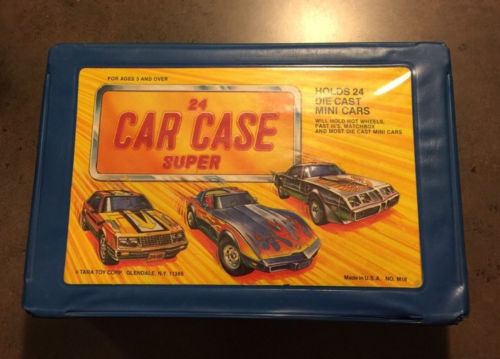 FOR AGES 3 AND OVER
24
CAR CASE
SUPER
HOLDS 24
DIE CAST
MINI CARS
WILL HOLD HOT WHEELS,
FAST III'S, MATCHBOX
AND MOST DIE CAST MINI CARS
TARA TOY CORP. GLENDALE, N.Y. 11385
Made in U.S.A. NO. M18